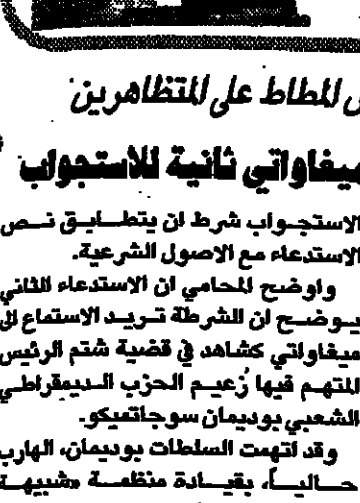 المطاط على المتظاهرين
ميغاواتي ثانية للاستجواب
الاستجواب شرط ان يتطابق نص
الاستدعاء مع الاصول الشرعية.
واوضح المحامي ان الاستدعاء الثاني
يوضح ان الشرطة تريد الاستماع الى
ميغاواتي كشاهد في قضية شتم الرئيس
المتهم فيها زعيم الحزب الديمقراطي
الشعبي بوديمان سوجاتميكو.
وقد اتهمت السلطات بوديمان، الهارب
حالياً، بقيادة منظمة «شبيهة